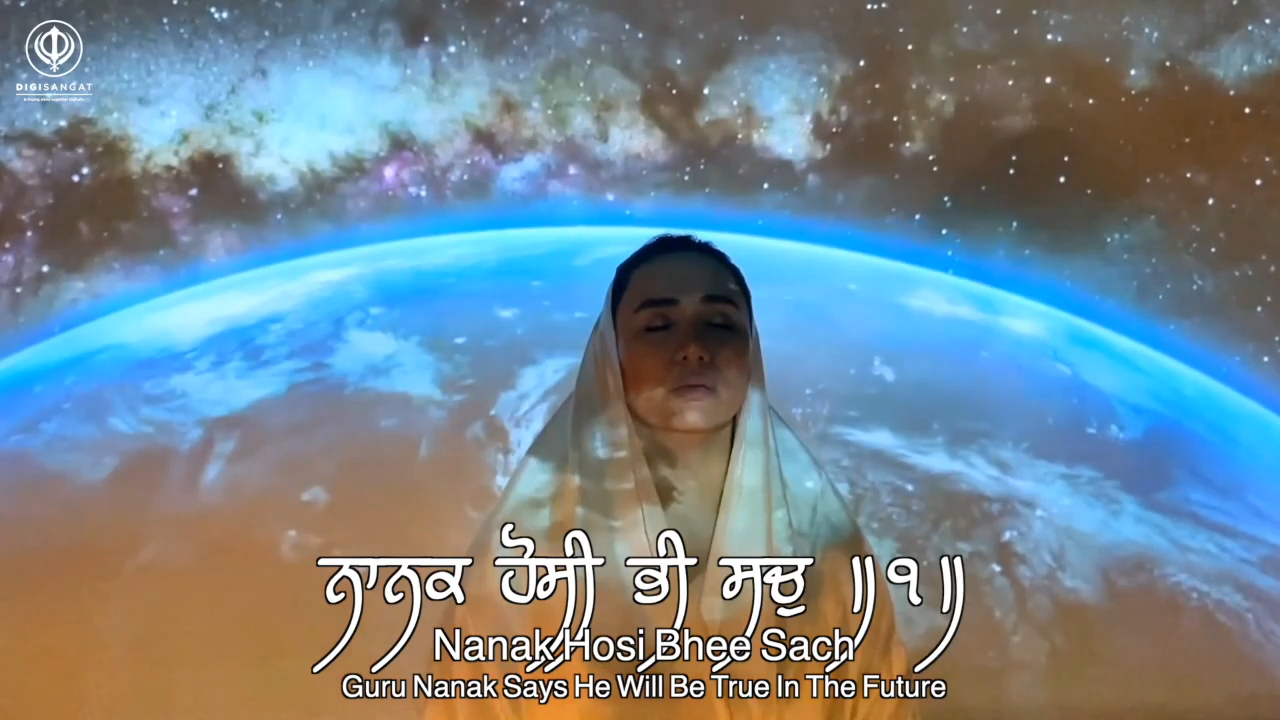 DIGISANGAT
ਨਾਨਕ ਹੋਸੀ ਭੀ ਸਚੁ ॥੧॥
Nanak Hosi Bhee Sach
Guru Nanak Says He Will Be True In The Future